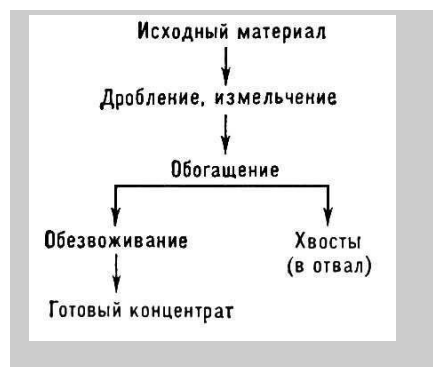 Исходный материал
Дробление, измельчение
Обогащение
Обезвоживание
Хвосты
(в отвал)
Готовый концентрат